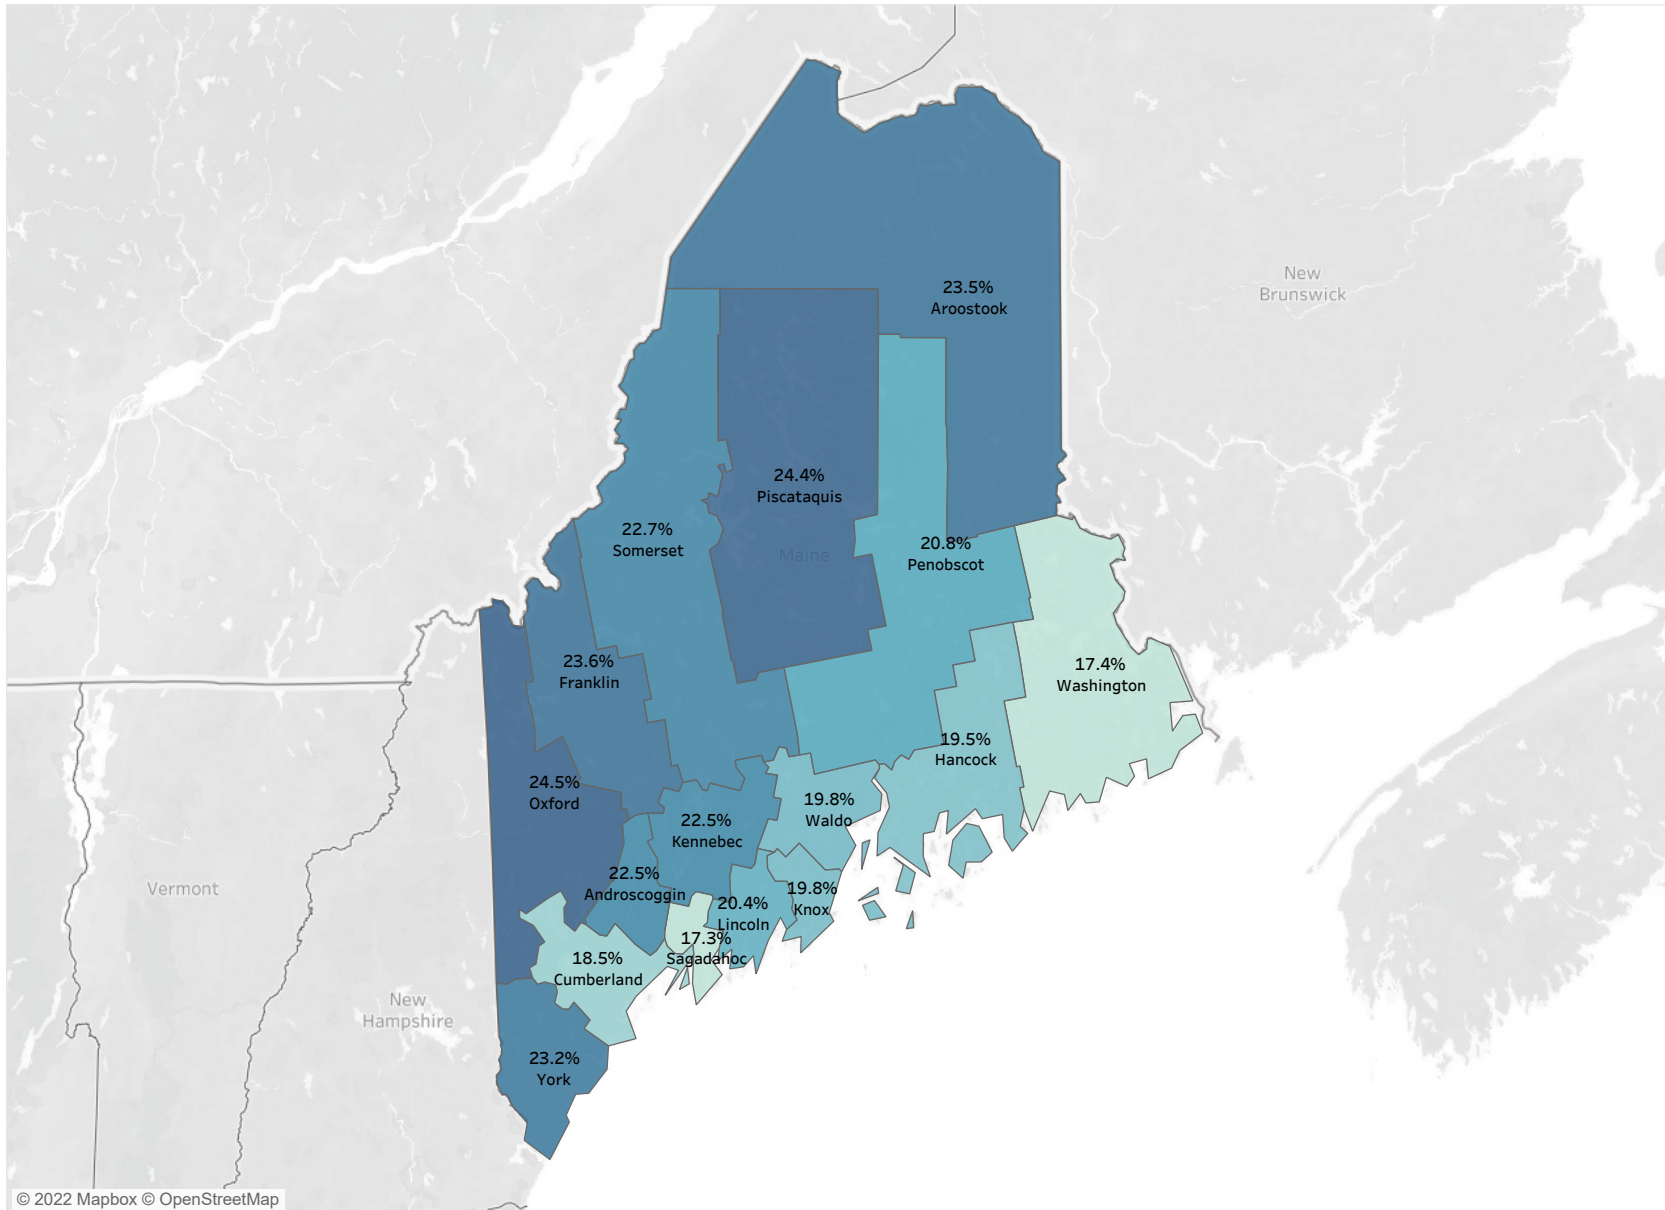 23.5%
Aroostook
New
Brunswick
24.4%
Piscataquis
22.7%
Somerset
Maine
20.8%
Penobscot
23.6%
Franklin
17.4%
Washington
19.5%
Hancock
24.5%
Oxford
19.8%
Waldo
22.5%
Kennebec
22.5%
Androscoggin
Vermont
19.8%
Knox
20.4%
Lincoln
17.3%
Sagadahoc
18.5%
Cumberland
New
Hampshire
23.2%
York
© 2022 Mapbox © OpenStreetMap